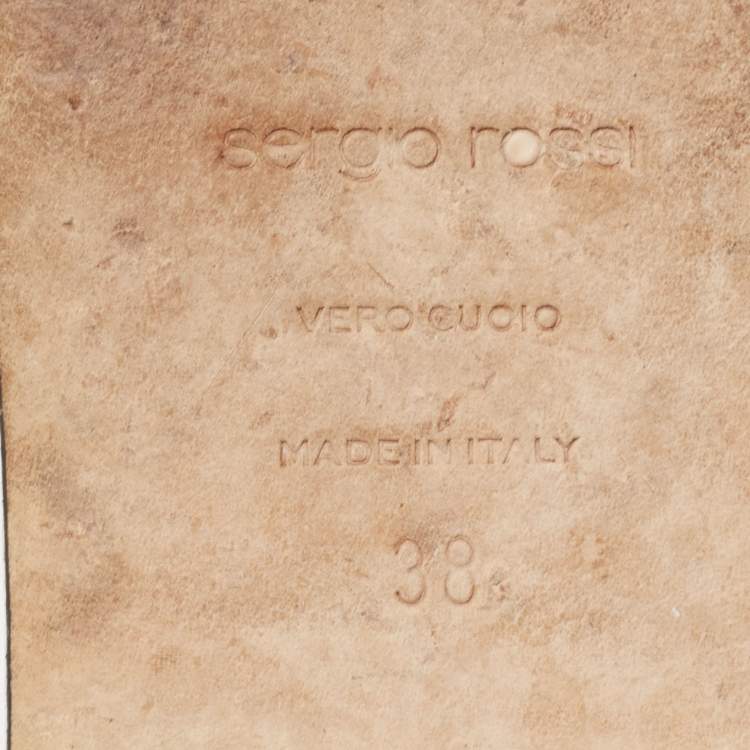 sergio rossi
VERO CUOIO
MADE IN ITALY
38